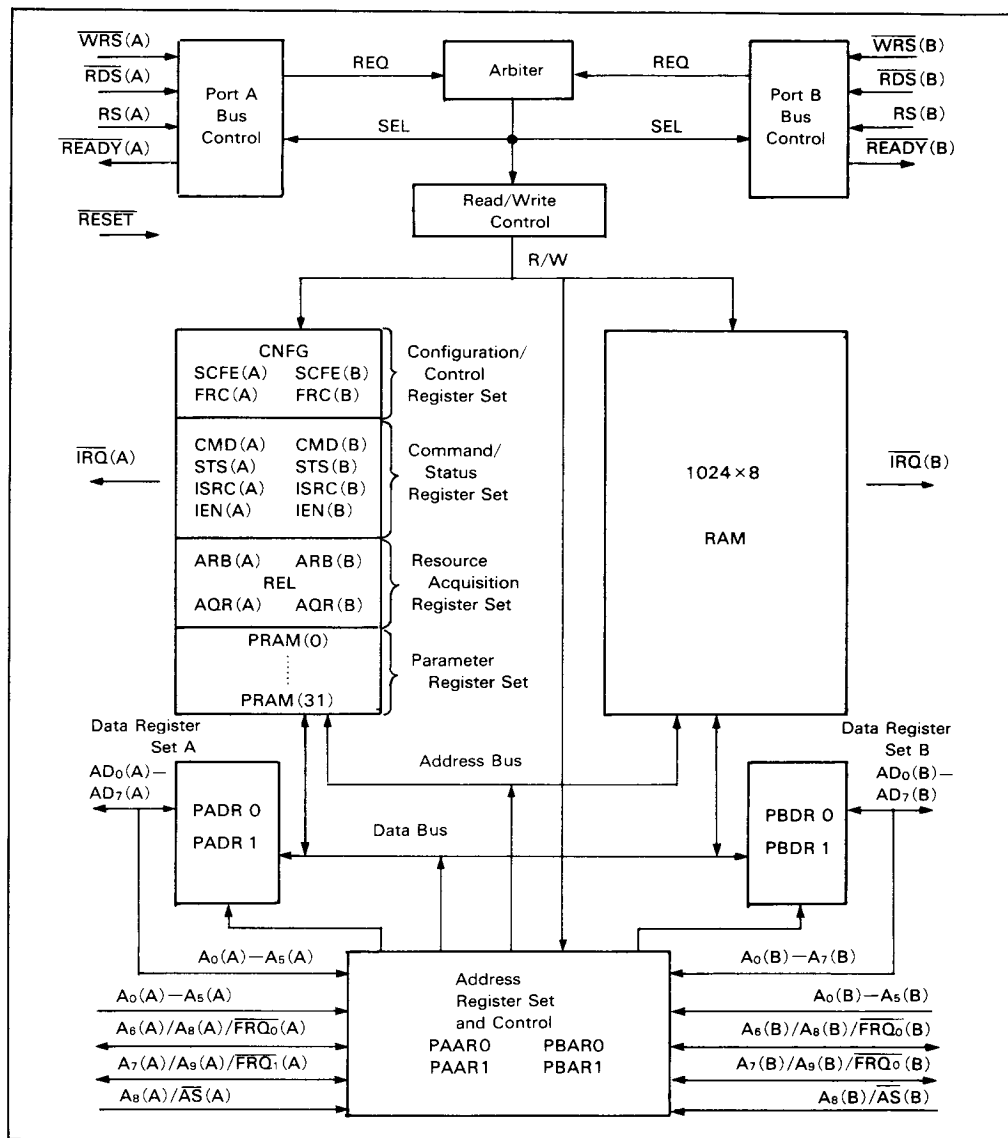 WRS(A)
RDS(A)
RS(A)
READY(A)
Port A
Bus
Control
REQ
Arbiter
REQ
SEL
SEL
Port B
Bus
Control
WRS(B)
RDS(B)
RS(B)
READY(B)
RESET
Read/Write
Control
R/W
CNFG
SCFE(A) SCFE(B)
FRC(A) FRC(B)
Configuration/
Control
Register Set
IRQ(A)
CMD(A) CMD(B)
STS(A) STS(B)
ISRC(A) ISRC(B)
IEN(A) IEN(B)
Command/
Status
Register Set
ARB(A) ARB(B)
REL
AQR(A) AQR(B)
Resource
Acquisition
Register Set
PRAM(0)
PRAM(31)
Parameter
Register Set
1024×8
RAM
IRQ(B)
Data Register
Set A
AD0(A)—
AD7(A)
PADR 0
PADR 1
Address Bus
Data Bus
Data Register
Set B
AD0(B)—
AD7(B)
PBDR 0
PBDR 1
A0(A)—A5(A)
A0(A)—A5(A)
A6(A)/A8(A)/FRQ0(A)
A7(A)/A9(A)/FRQ1(A)
A8(A)/AS(A)
Address
Register Set
and Control
PAAR0 PBAR0
PAAR1 PBAR1
A0(B)—A7(B)
A0(B)—A5(B)
A6(B)/A8(B)/FRQ0(B)
A7(B)/A9(B)/FRQ0(B)
A8(B)/AS(B)